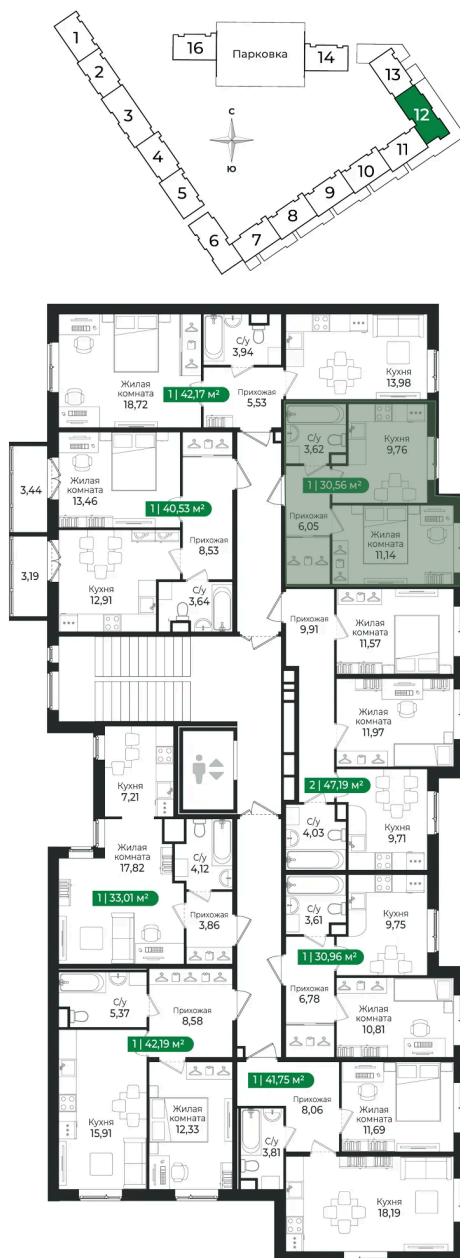 1
2
3
4
5
6
7
8
9
10
11
12
13
14
16
Парковка
С
Ю
Жилая
комната
18,72
С/у
3,94
Кухня
13,98
1 | 42,17 м²
Прихожая
5,53
3,44
Жилая
комната
13,46
С/у
3,62
Кухня
9,76
1 | 30,56 м²
1 | 40,53 м²
6,05
Жилая
комната
11,14
Прихожая
8,53
3,19
Кухня
12,91
С/у
3,64
Прихожая
9,91
Жилая
комната
11,57
Жилая
комната
11,97
Кухня
7,21
2 | 47,19 м²
С/у
4,03
Кухня
9,71
Жилая
комната
17,82
С/у
4,12
1 | 33,01 м²
Прихожая
3,86
С/у
3,61
Кухня
9,75
1 | 30,96 м²
Прихожая
6,78
Жилая
комната
10,81
С/у
5,37
Прихожая
8,58
1 | 42,19 м²
1 | 41,75 м²
Прихожая
8,06
Жилая
комната
11,69
Кухня
15,91
Жилая
комната
12,33
С/у
3,81
Кухня
18,19